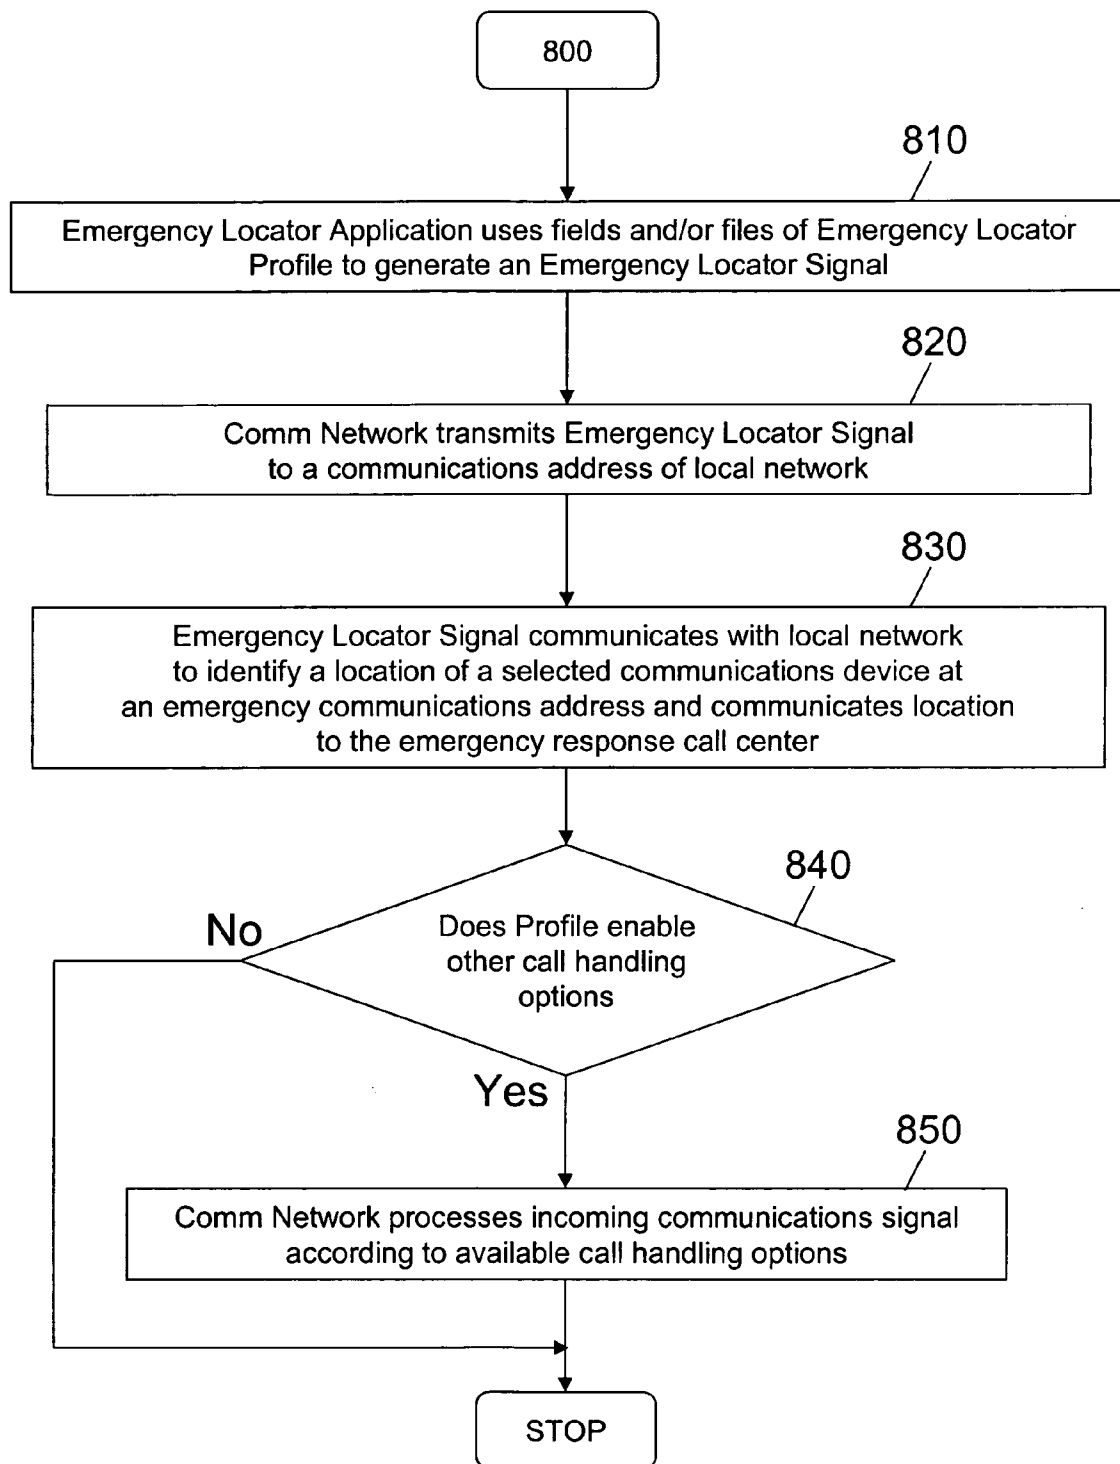 800
810
Emergency Locator Application uses fields and/or files of Emergency Locator
Profile to generate an Emergency Locator Signal
820
Comm Network transmits Emergency Locator Signal
to a communications address of local network
830
Emergency Locator Signal communicates with local network
to identify a location of a selected communications device at
an emergency communications address and communicates location
to the emergency response call center
840
No
Does Profile enable
other call handling
options
Yes
850
Comm Network processes incoming communications signal
according to available call handling options
STOP